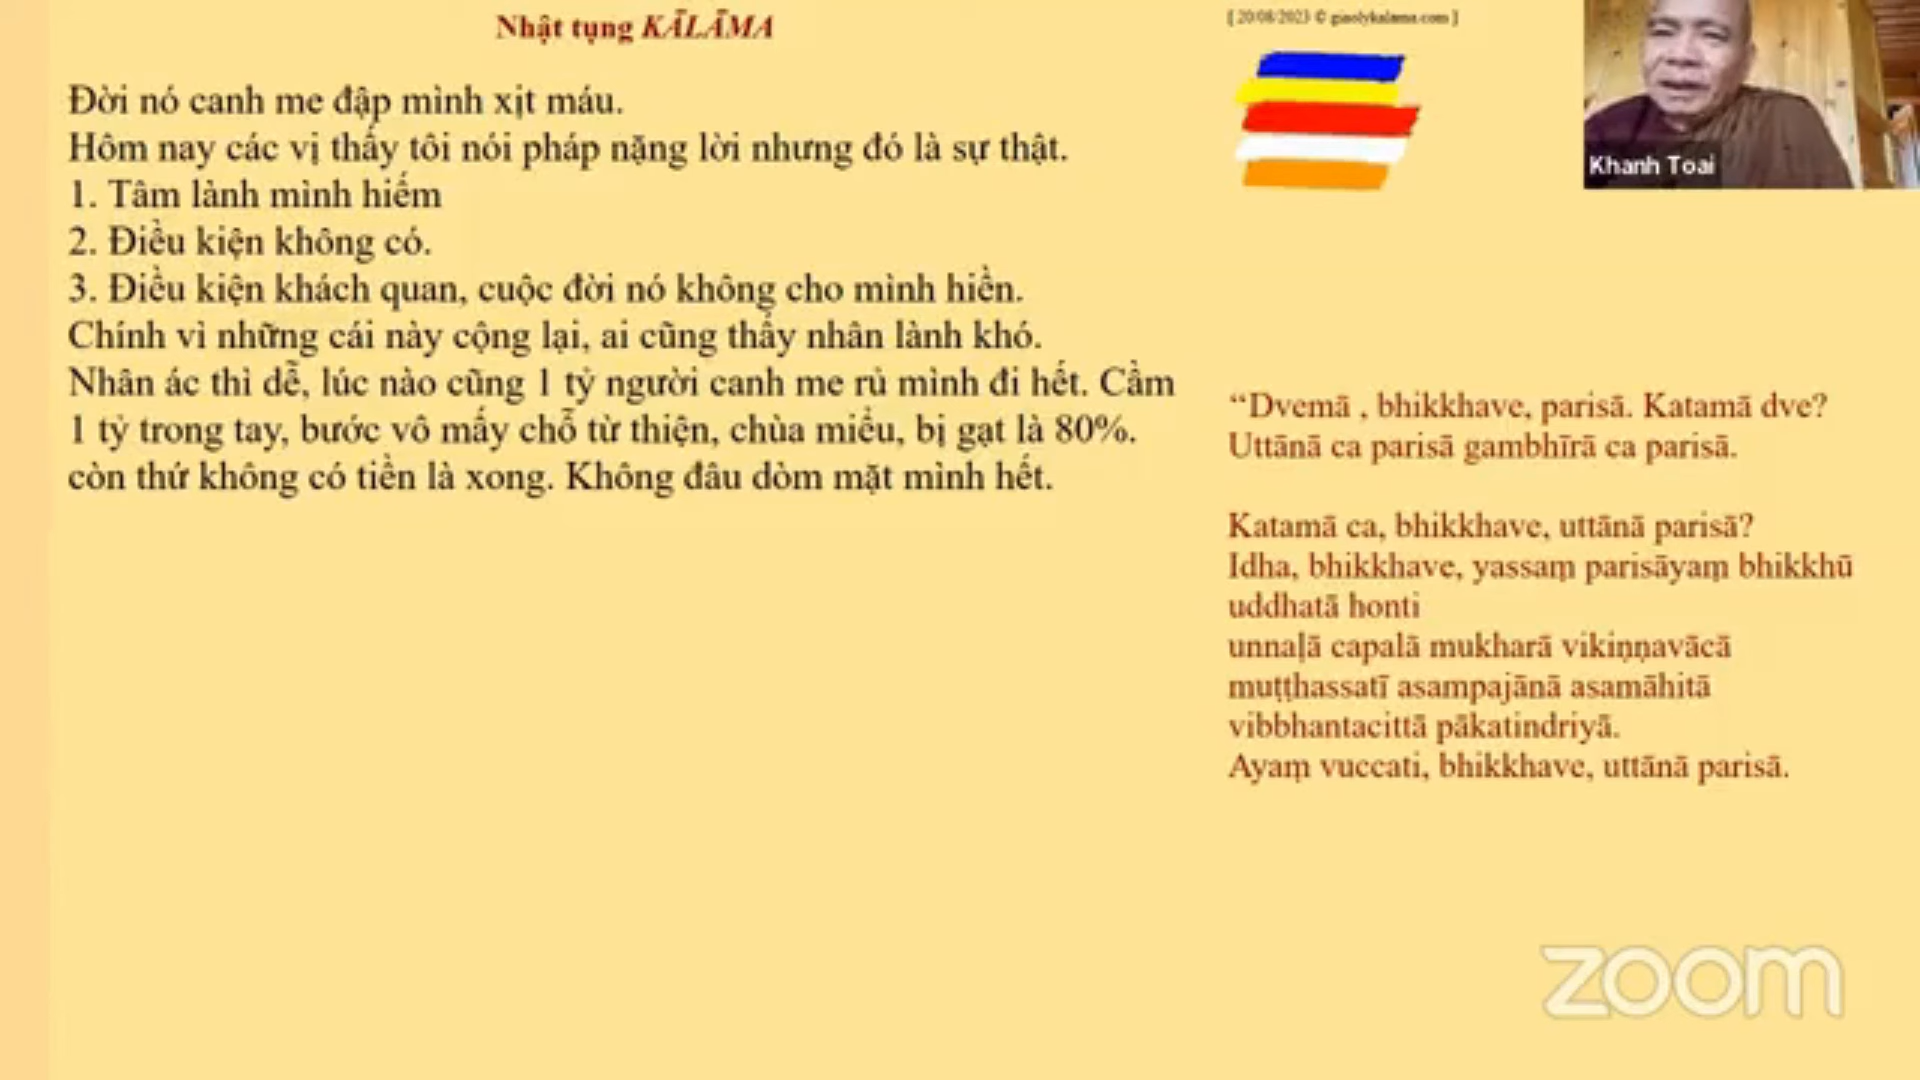 Nhật tụng KĀLĀMA
Đời nó canh me đập mình xịt máu.
Hôm nay các vị thấy tôi nói pháp nặng lời nhưng đó là sự thật.
1. Tâm lành mình hiếm
2. Điều kiện không có.
3. Điều kiện khách quan, cuộc đời nó không cho mình hiền.
Chính vì những cái này cộng lại, ai cũng thấy nhân lành khó.
Nhân ác thì dễ, lúc nào cũng 1 tỷ người canh me rủ mình đi hết. Cầm
1 tỷ trong tay, bước vô mấy chỗ từ thiện, chùa miễu, bị gạt là 80%.
còn thứ không có tiền là xong. Không đâu dòm mặt mình hết.
[ 20/08/2023 © giaolykalama.com ]
Khanh Toai
“Dvemā , bhikkhave, parisā. Katamā dve?
Uttānā ca parisā gambhīrā ca parisā.
Katamā ca, bhikkhave, uttānā parisā?
Idha, bhikkhave, yassaṃ parisāyaṃ bhikkhū
uddhatā honti
unnaḷā capalā mukharā vikiṇṇavācā
muṭṭhassatī asampajānā asamāhitā
vibbhantacittā pākatindriyā.
Ayaṃ vuccati, bhikkhave, uttānā parisā.
zoom